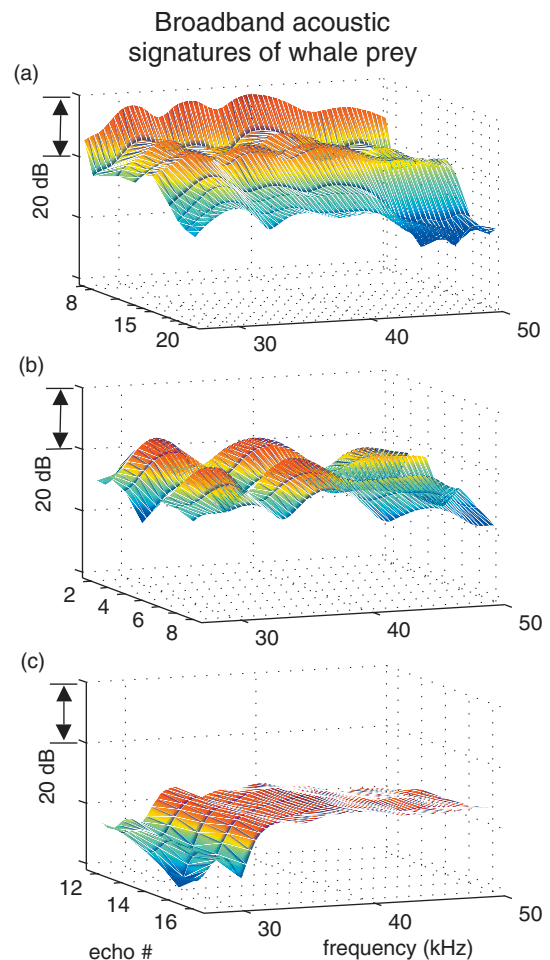 Broadband acoustic
signatures of whale prey
(a)
20 dB
8
15
20
30
40
50
(b)
20 dB
2
4
6
8
30
40
50
(c)
20 dB
12
14
16
30
40
50
echo #
frequency (kHz)